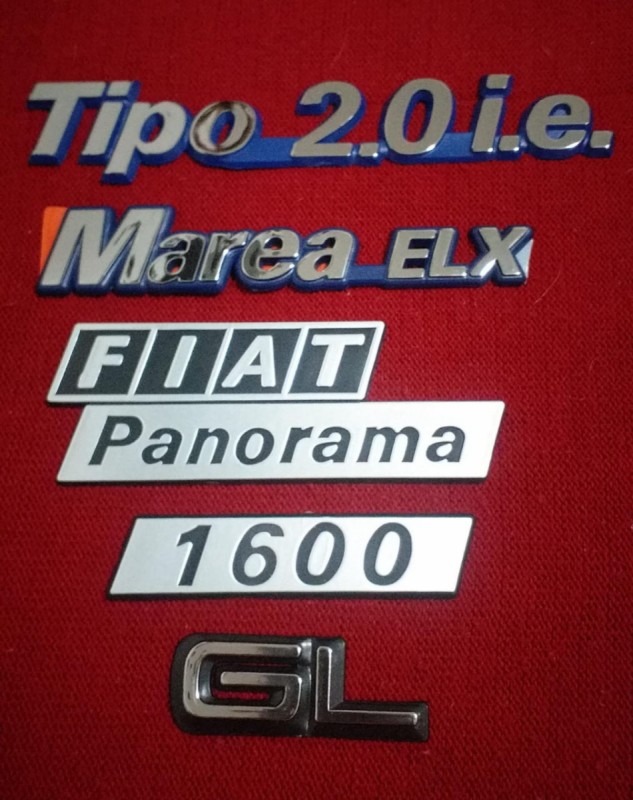 Tipo 2.0 i.e.
Marea ELX
FIAT
Panorama
1600
GL